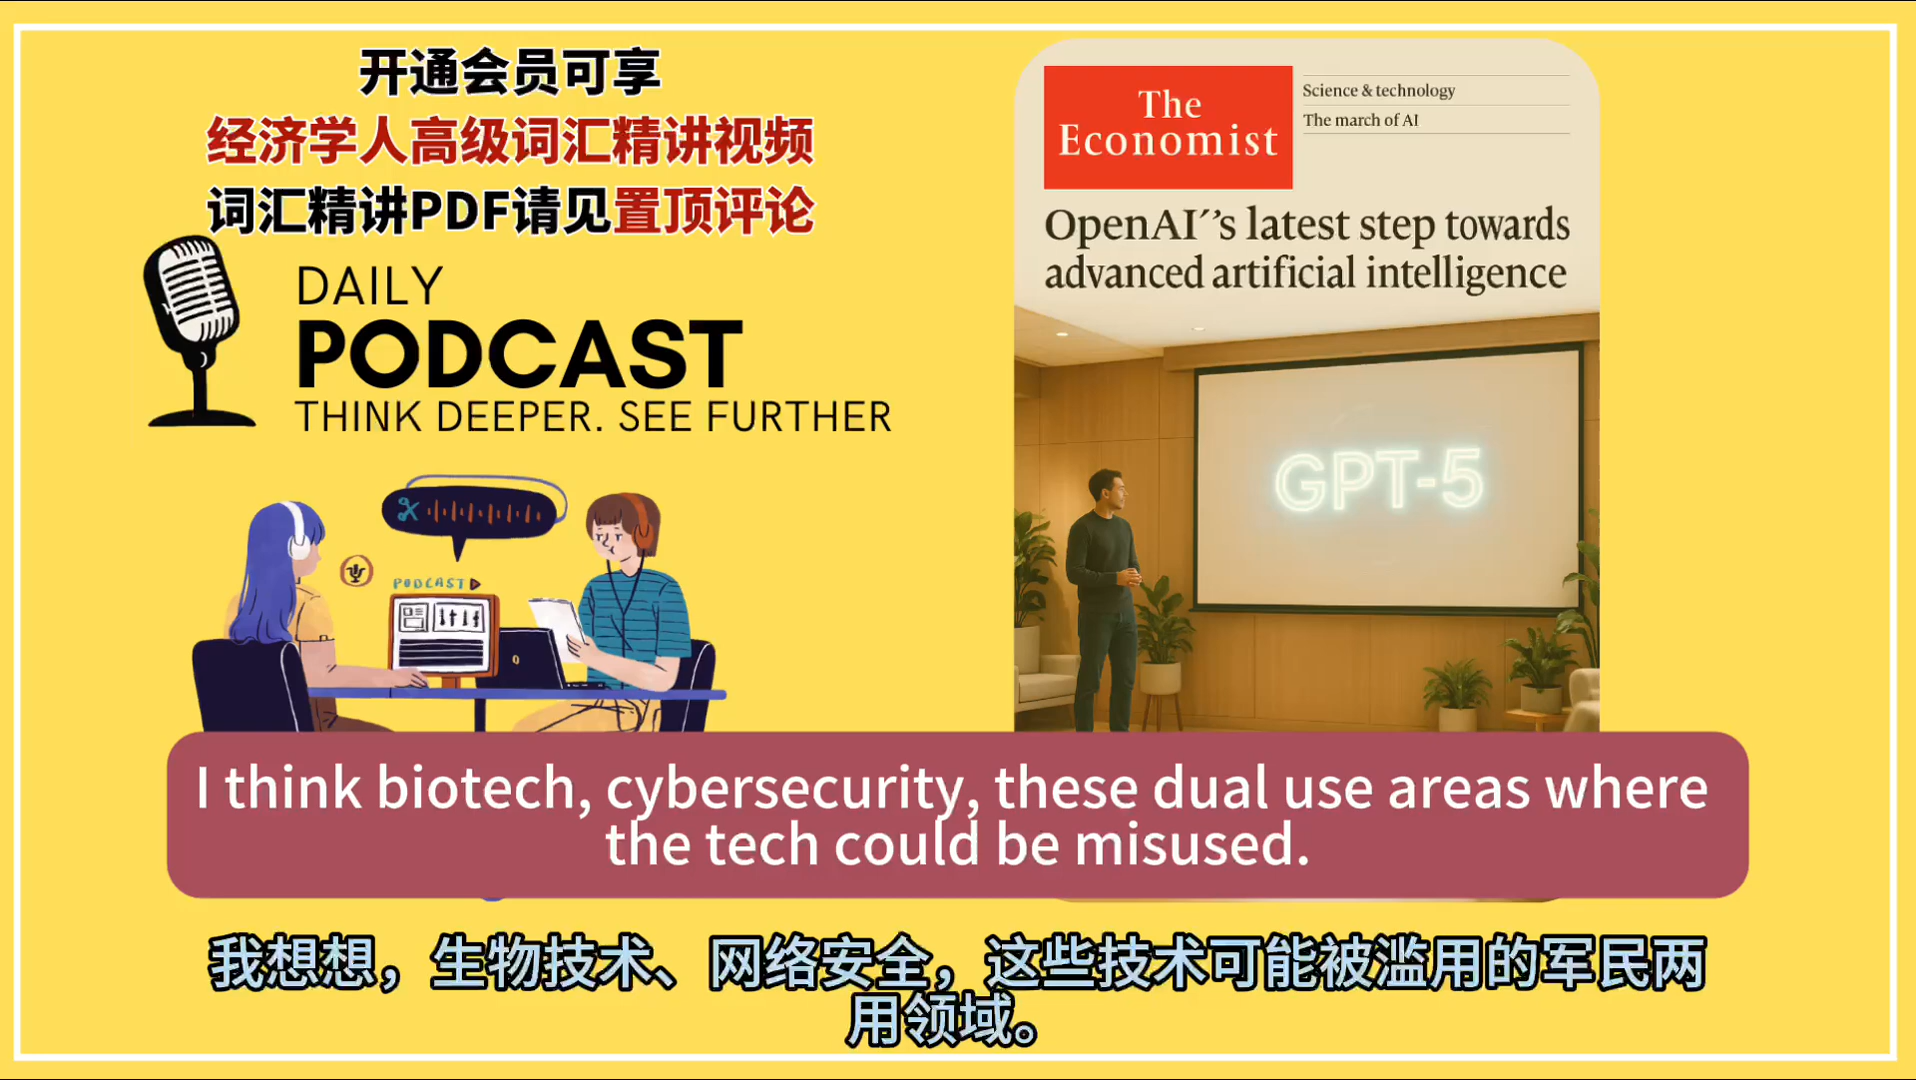 开通会员可享
经济学人高级词汇精讲视频
词汇精讲PDF请见置顶评论
DAILY
PODCAST
THINK DEEPER. SEE FURTHER
PODCAST
The
Economist
Science & technology
The march of AI
OpenAI´’s latest step towards
advanced artificial intelligence
GPT-5
I think biotech, cybersecurity, these dual use areas where
the tech could be misused.
我想想，生物技术、网络安全，这些技术可能被滥用的军民两
用领域。